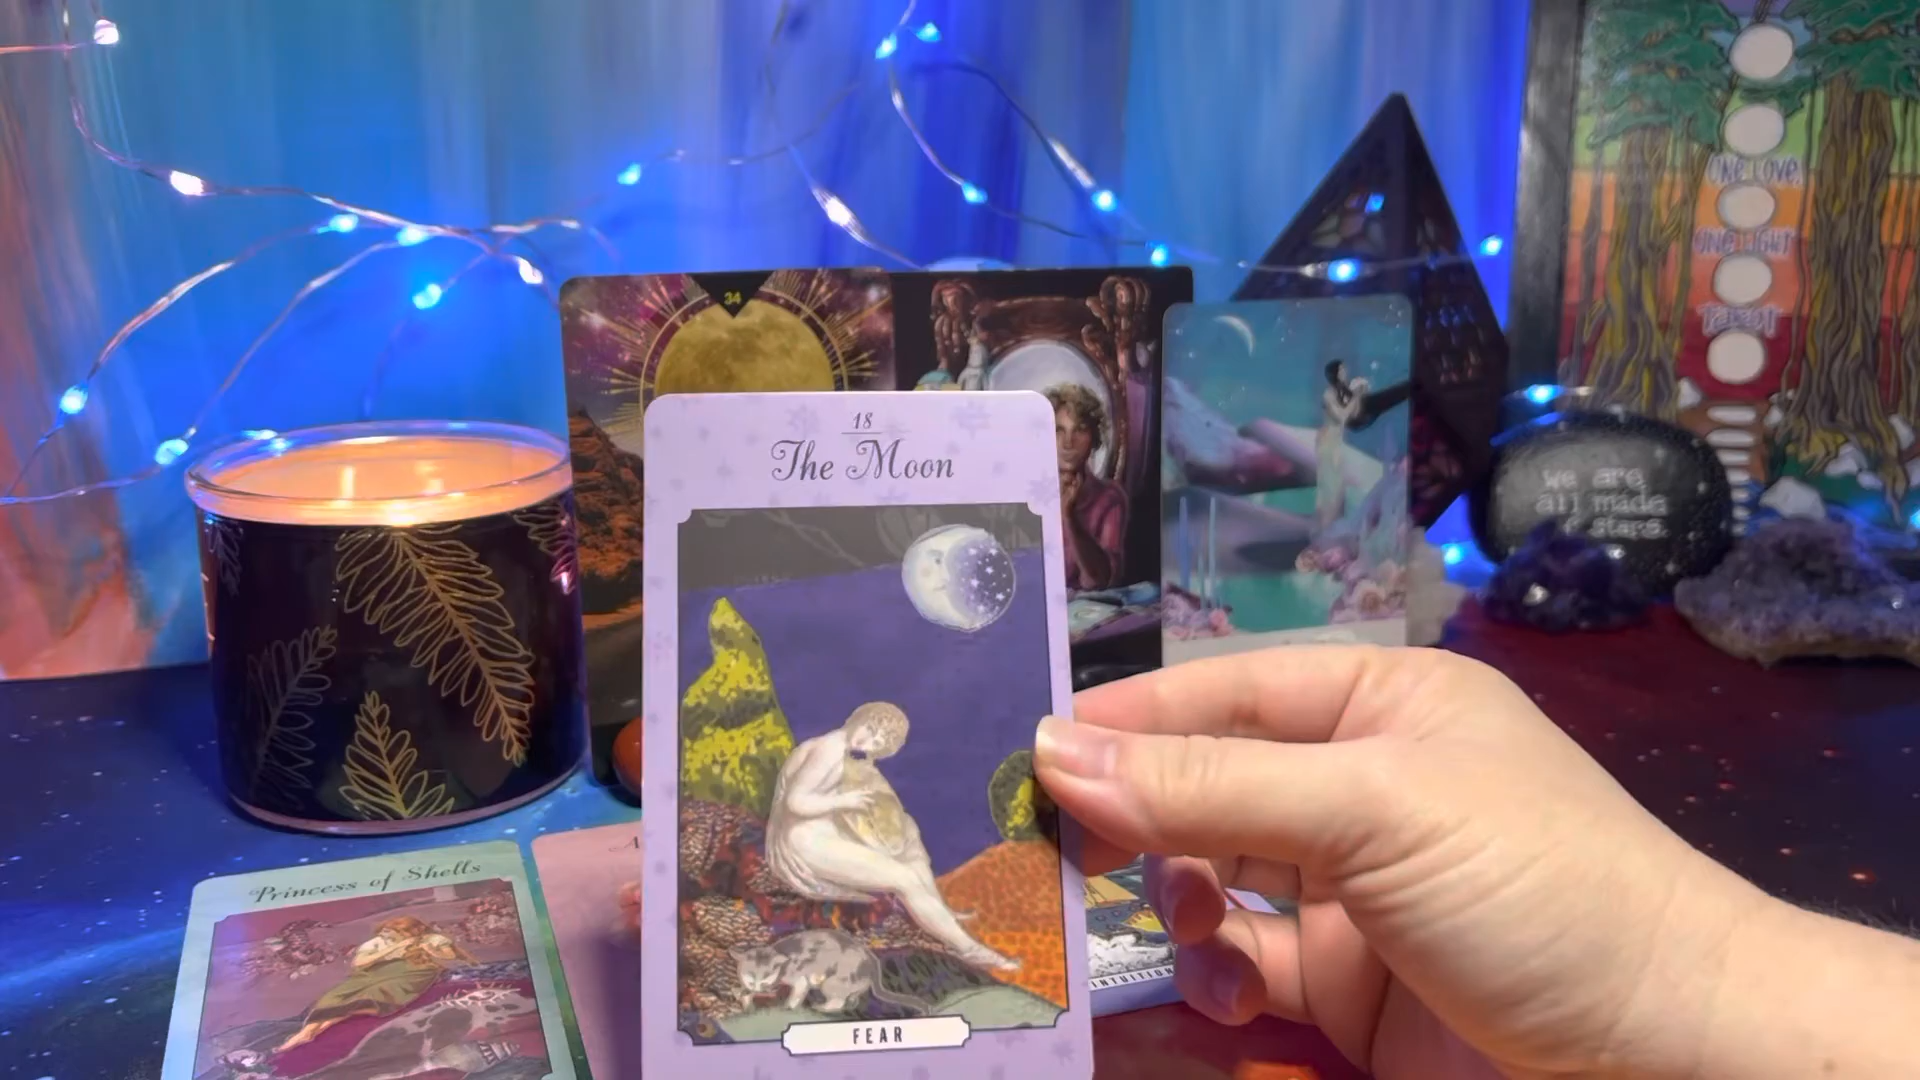 ONE LOVE,
ONE LIGHT
Tarot
34
18
The Moon
we are
all made
stars.
Princess of Shells
INTUITION
FEAR